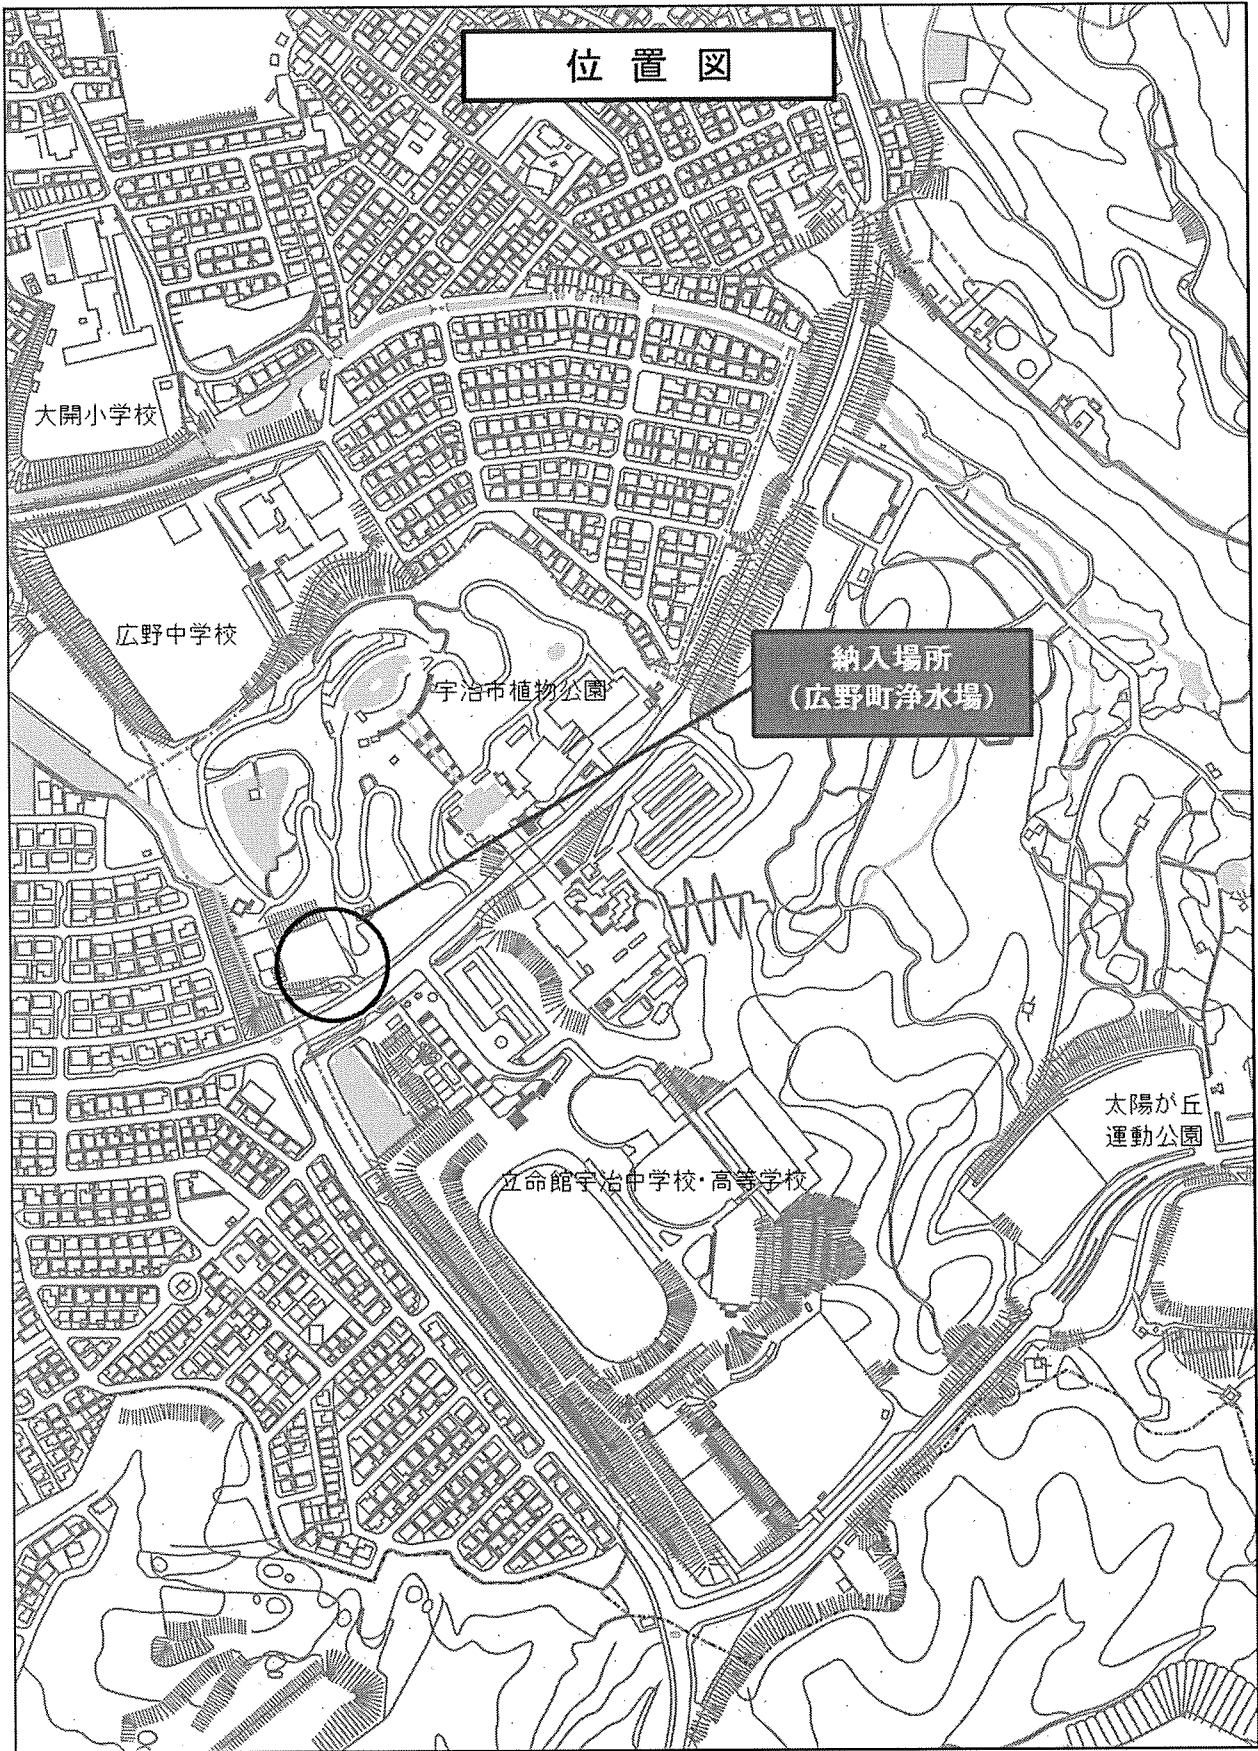 位置図
大開小学校
広野中学校
納入場所
(広野町浄水場)
宇治市植物公園
太陽が丘
運動公園
立命館宇治中学校・高等学校